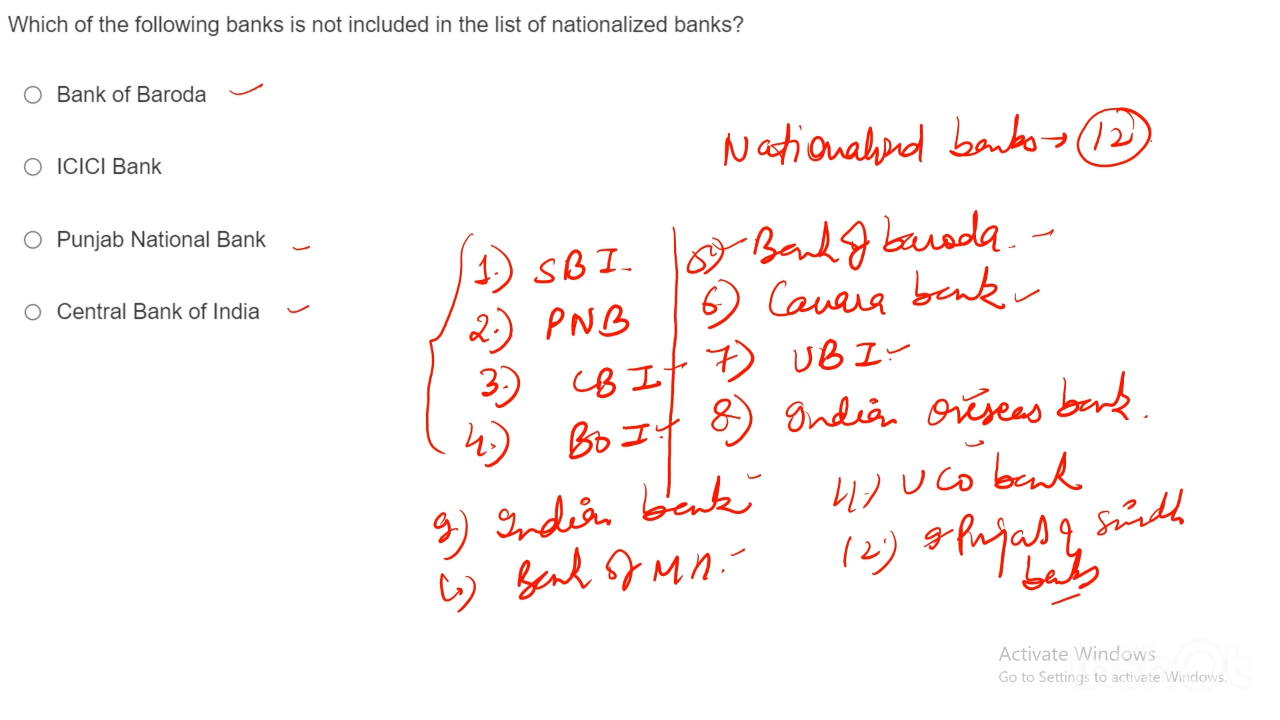 Which of the following banks is not included in the list of nationalized banks?
Bank of Baroda
ICICI Bank
Punjab National Bank
Central Bank of India
Nationalized banks → 12
1.) SBI
2.) PNB
3.) CBI
4.) BOI
5) Bank of baroda
6) Canara bank
7) UBI
8) Indian Overseas bank
9) Indian bank
10) Bank of MH
11) UCO bank
12) Punjab & Sindh
banks
Activate Windows
Go to Settings to activate Windows.